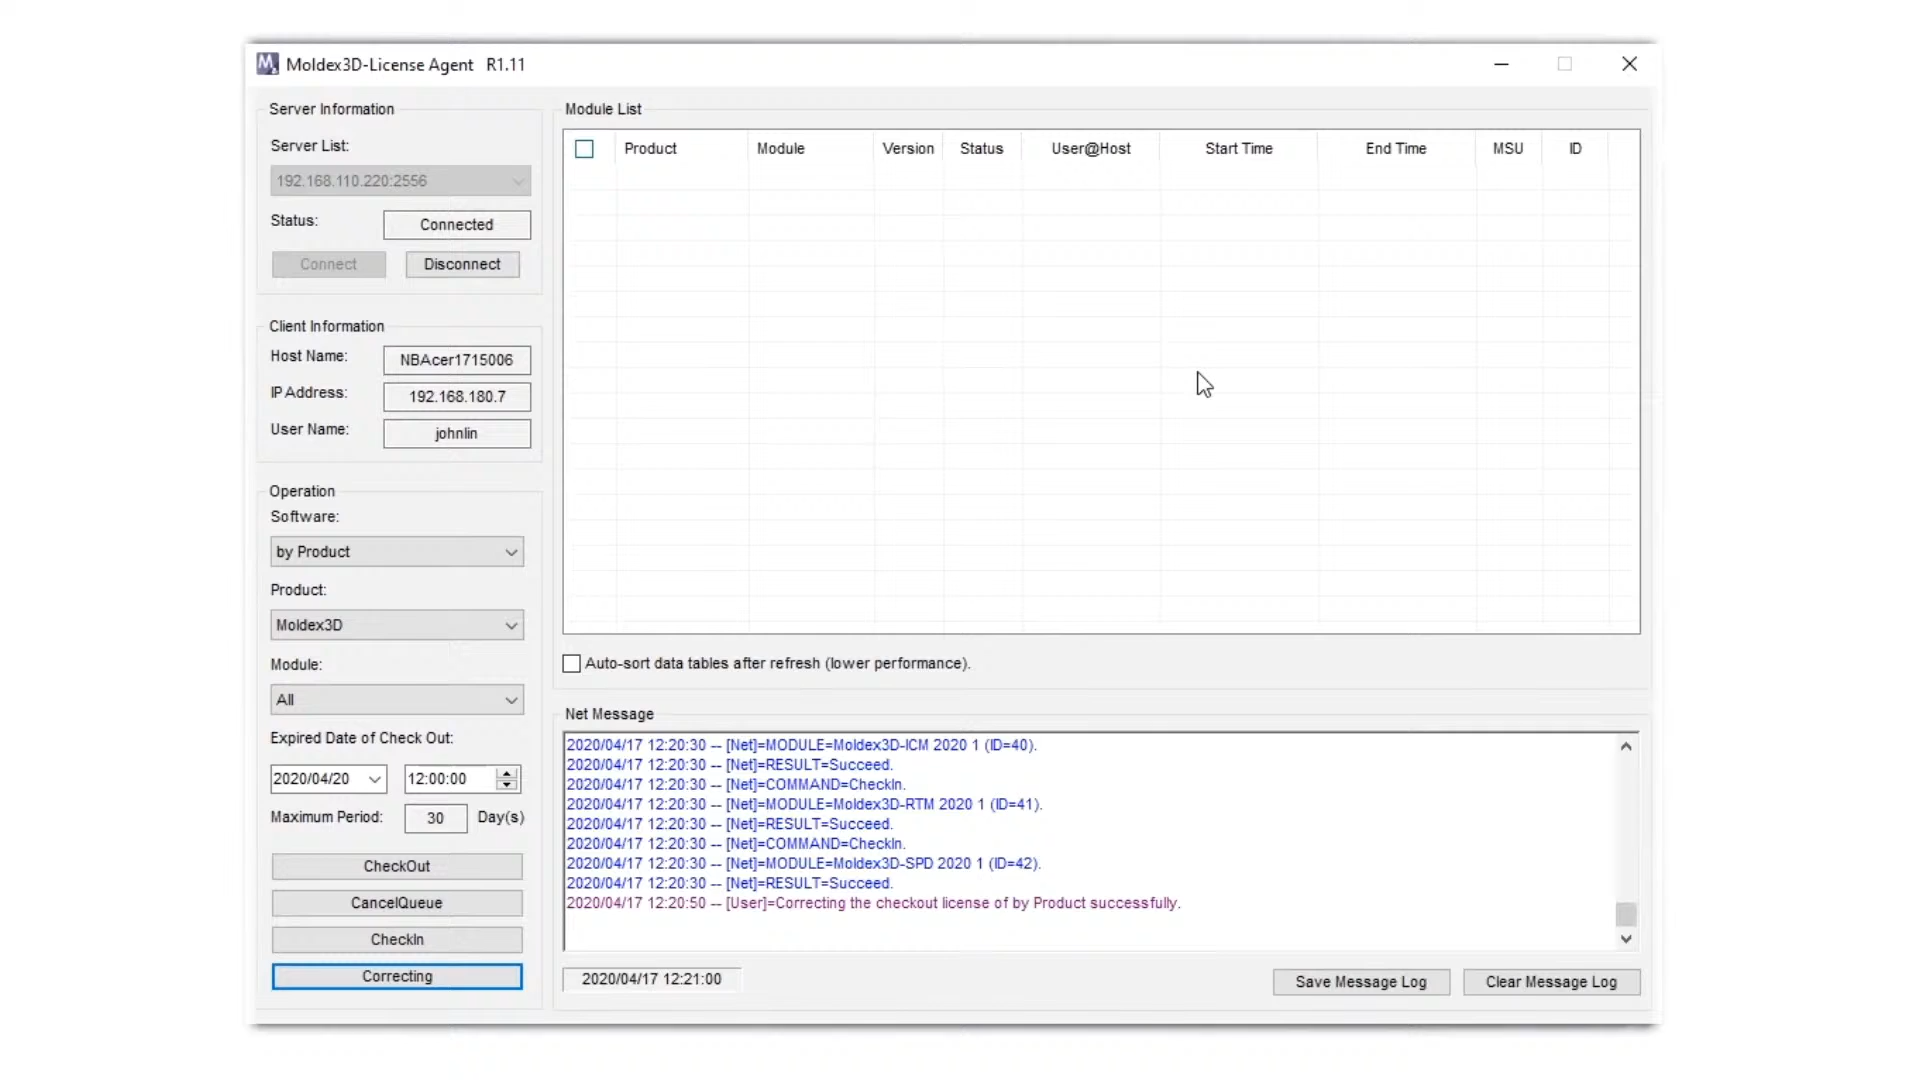 Moldex3D-License Agent R1.11
Server Information
Server List:
192.168.110.220:2556
Status:
Connected
Connect
Disconnect
Client Information
Host Name:
NBAcer1715006
IP Address:
192.168.180.7
User Name:
johnlin
Operation
Software:
by Product
Product:
Moldex3D
Module:
All
Expired Date of Check Out:
2020/04/20
12:00:00
Maximum Period:
30
Day(s)
CheckOut
CancelQueue
CheckIn
Correcting
Module List
Product Module Version Status User@Host Start Time End Time MSU ID
Auto-sort data tables after refresh (lower performance).
Net Message
2020/04/17 12:20:30 -- [Net]=MODULE=Moldex3D-ICM 2020 1 (ID=40).
2020/04/17 12:20:30 -- [Net]=RESULT=Succeed.
2020/04/17 12:20:30 -- [Net]=COMMAND=CheckIn.
2020/04/17 12:20:30 -- [Net]=MODULE=Moldex3D-RTM 2020 1 (ID=41).
2020/04/17 12:20:30 -- [Net]=RESULT=Succeed.
2020/04/17 12:20:30 -- [Net]=COMMAND=CheckIn.
2020/04/17 12:20:30 -- [Net]=MODULE=Moldex3D-SPD 2020 1 (ID=42).
2020/04/17 12:20:30 -- [Net]=RESULT=Succeed.
2020/04/17 12:20:50 -- [User]=Correcting the checkout license of by Product successfully.
2020/04/17 12:21:00
Save Message Log
Clear Message Log